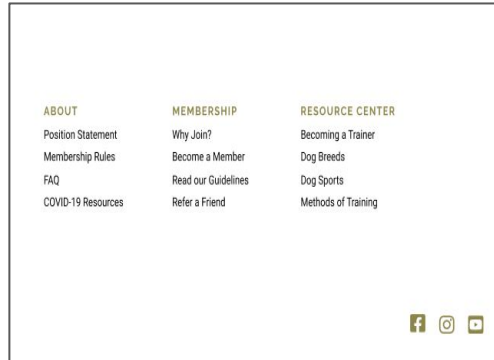 ABOUT
Position Statement
Membership Rules
FAQ
COVID-19 Resources
MEMBERSHIP
Why Join?
Become a Member
Read our Guidelines
Refer a Friend
RESOURCE CENTER
Becoming a Trainer
Dog Breeds
Dog Sports
Methods of Training